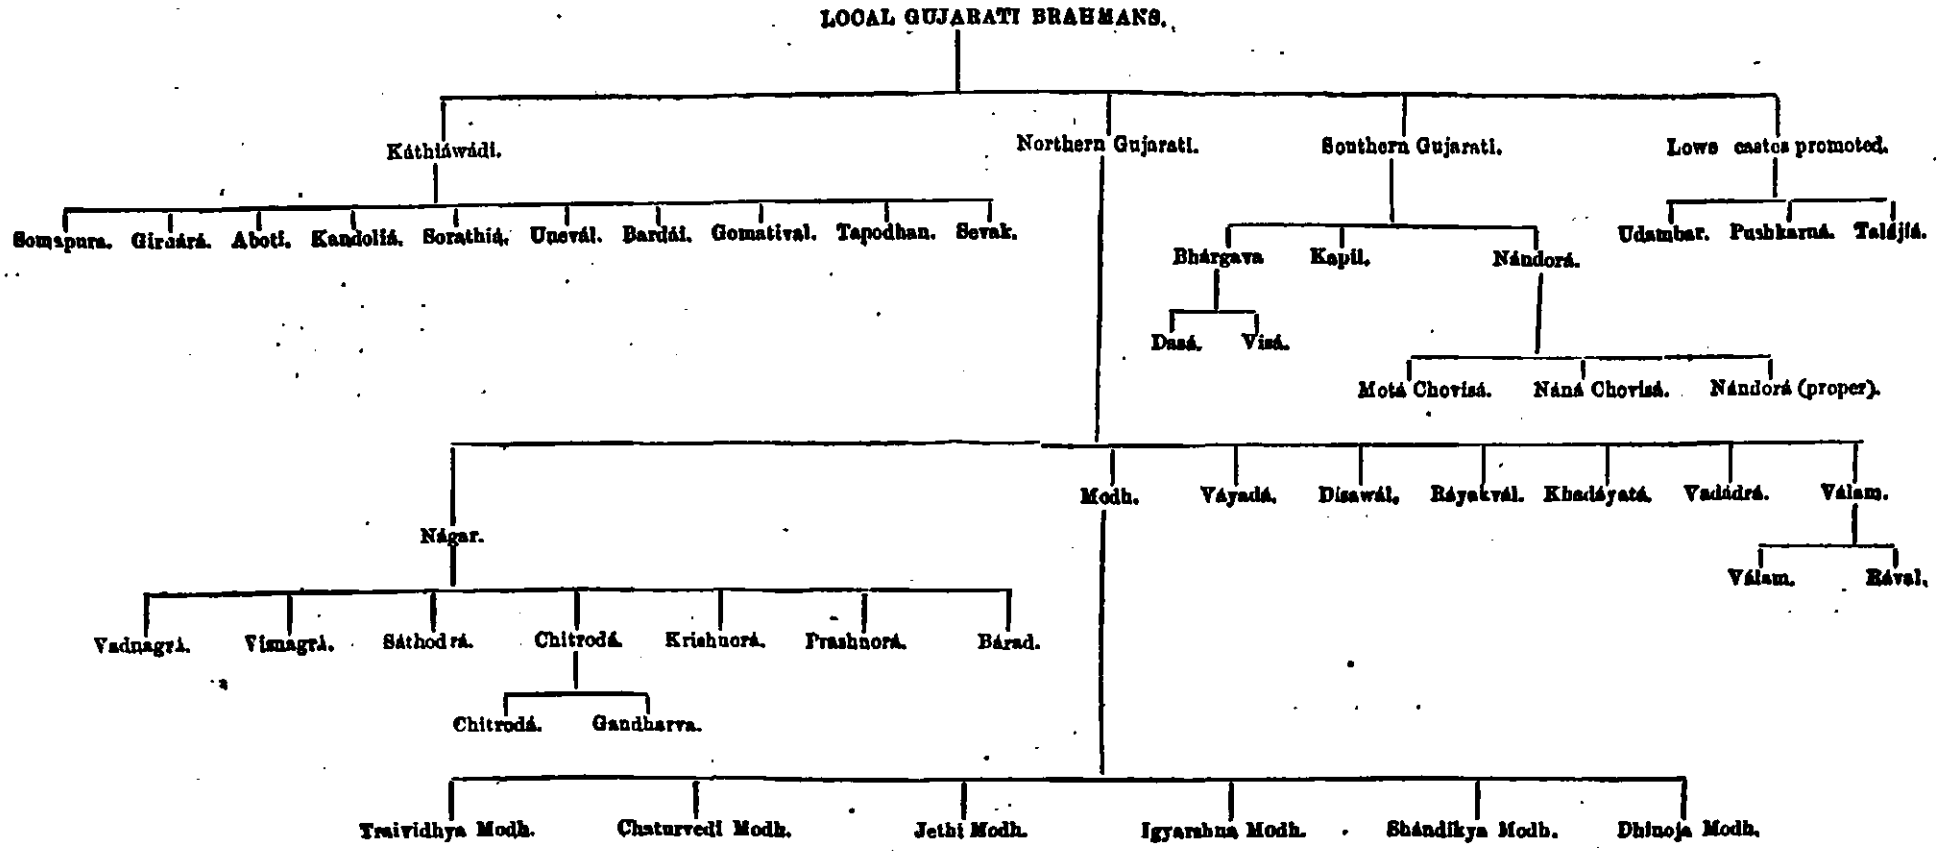 LOCAL GUJARATI BRAHMANS.
Káthiáwádi. Northern Gujarati. Southern Gujarati. Lowe castes promoted.
Somapura. Girnárá. Aboti. Kandoliá. Sorathiá. Unevál. Bardái. Gomatival. Tapodhan. Sevak. Udambar. Pushkarná. Talájiá.
Bhárgava Kapil. Nándorá.
Dasá. Visá.
Motá Chovisá. Náná Chovisá. Nándorá (proper).
Modh. Váyadá. Disawál. Ráyakvál. Khadáyatá. Vadádrá. Válam.
Nágar.
Válam. Rával.
Vadnagrá. Visnagrá. Sáthodrá. Chitrodá. Krishnorá. Prashnorá. Bárad.
Chitrodá. Gandharva.
Traividhya Modh. Chaturvedi Modh. Jethi Modh. Igyarshna Modh. Shándikya Modh. Dhinoja Modh.